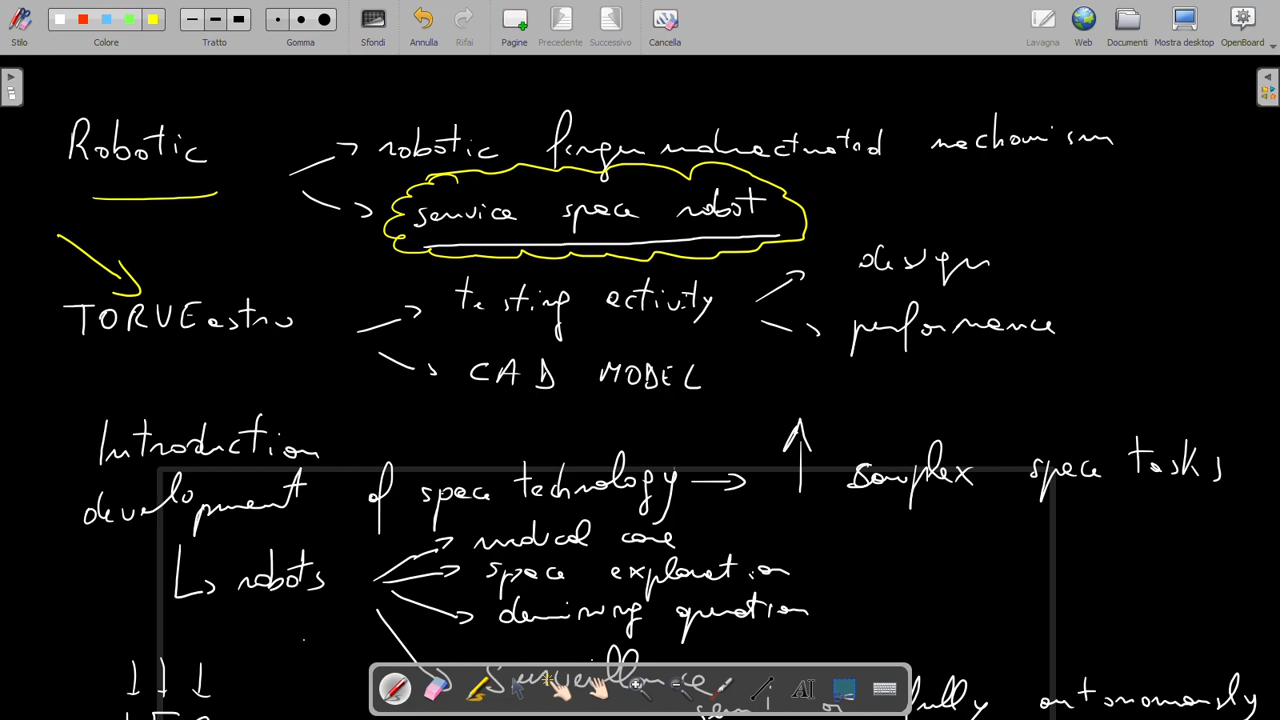 Stilo Colore Tratto Gomma Sfondi Annulla Rifai Pagine Precedente Successivo Cancella Lavagna Web Documenti Mostra desktop OpenBoard
Robotic → robotic finger underactuated mechanism
→ service space robot
TORVEastro → testing activity → design
→ performance
→ CAD MODEL
Introduction
development of space technology → ↑ complex space tasks
↳ robots → medical care
→ space exploration
→ demining operation
→ surveillance
↓ ↓ ↓ fully autonomously